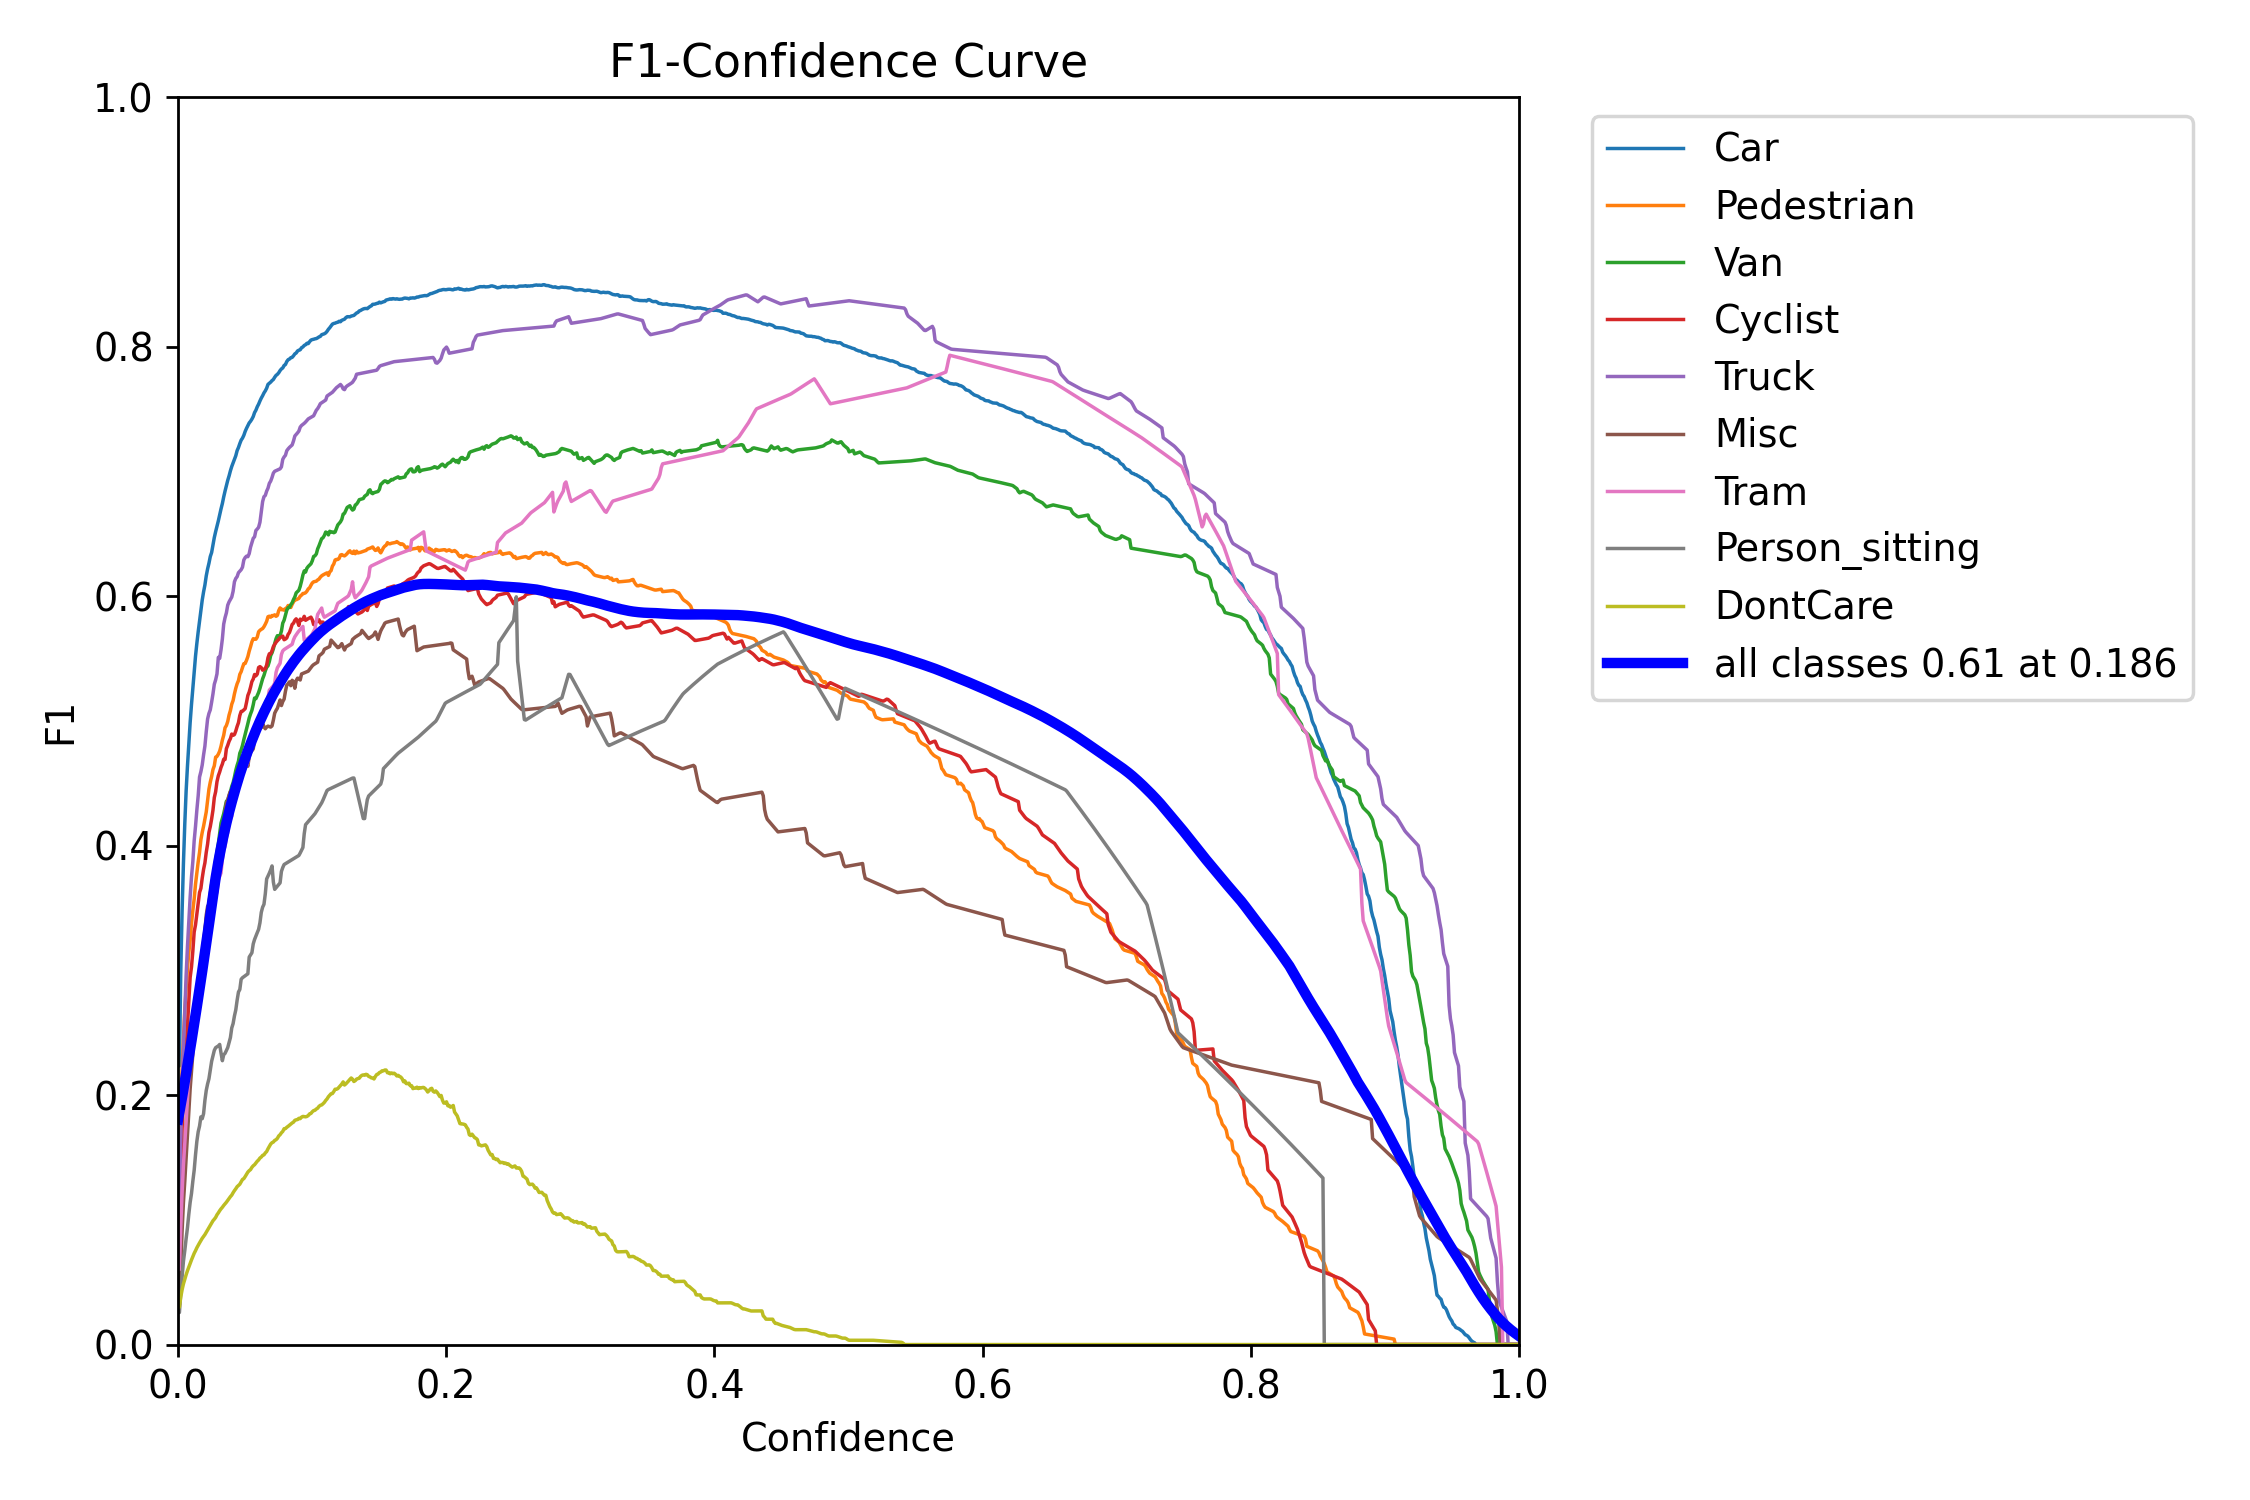 F1-Confidence Curve
1.0
0.8
0.6
0.4
0.2
0.0
F1
0.0 0.2 0.4 0.6 0.8 1.0
Confidence
Car
Pedestrian
Van
Cyclist
Truck
Misc
Tram
Person_sitting
DontCare
all classes 0.61 at 0.186